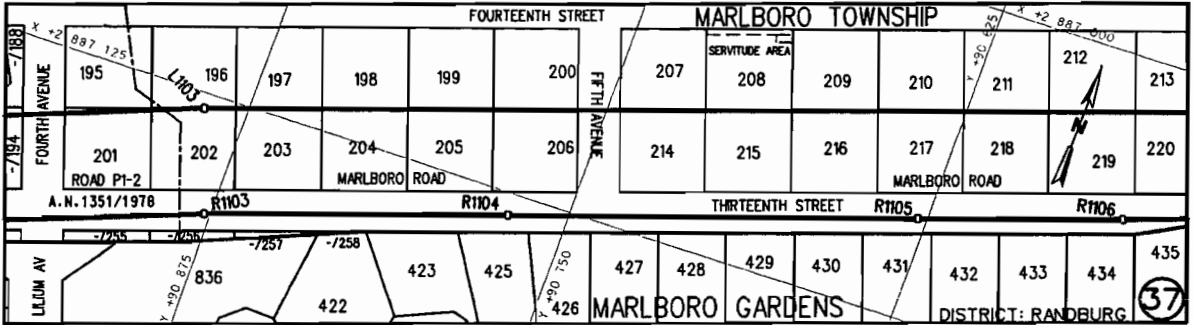 FOURTEENTH STREET
MARLBORO TOWNSHIP
X +2 887 125
Y +90 625
X +2 887 000
-/188
FOURTH AVENUE
195
196
197
198
199
200
FIFTH AVENUE
207
SERVITUDE AREA
208
209
210
211
212
213
L1103
N
-/194
201
202
203
204
205
206
214
215
216
217
218
219
220
ROAD P1-2
MARLBORO ROAD
MARLBORO ROAD
A.N.1351/1978
R1103
R1104
THIRTEENTH STREET
R1105
R1106
-/255
-/256
-/257
-/258
LILIUM AV
836
Y +90 875
422
423
425
Y +90 750
426
427
428
429
430
431
432
433
434
435
MARLBORO GARDENS
DISTRICT: RANDBURG
37